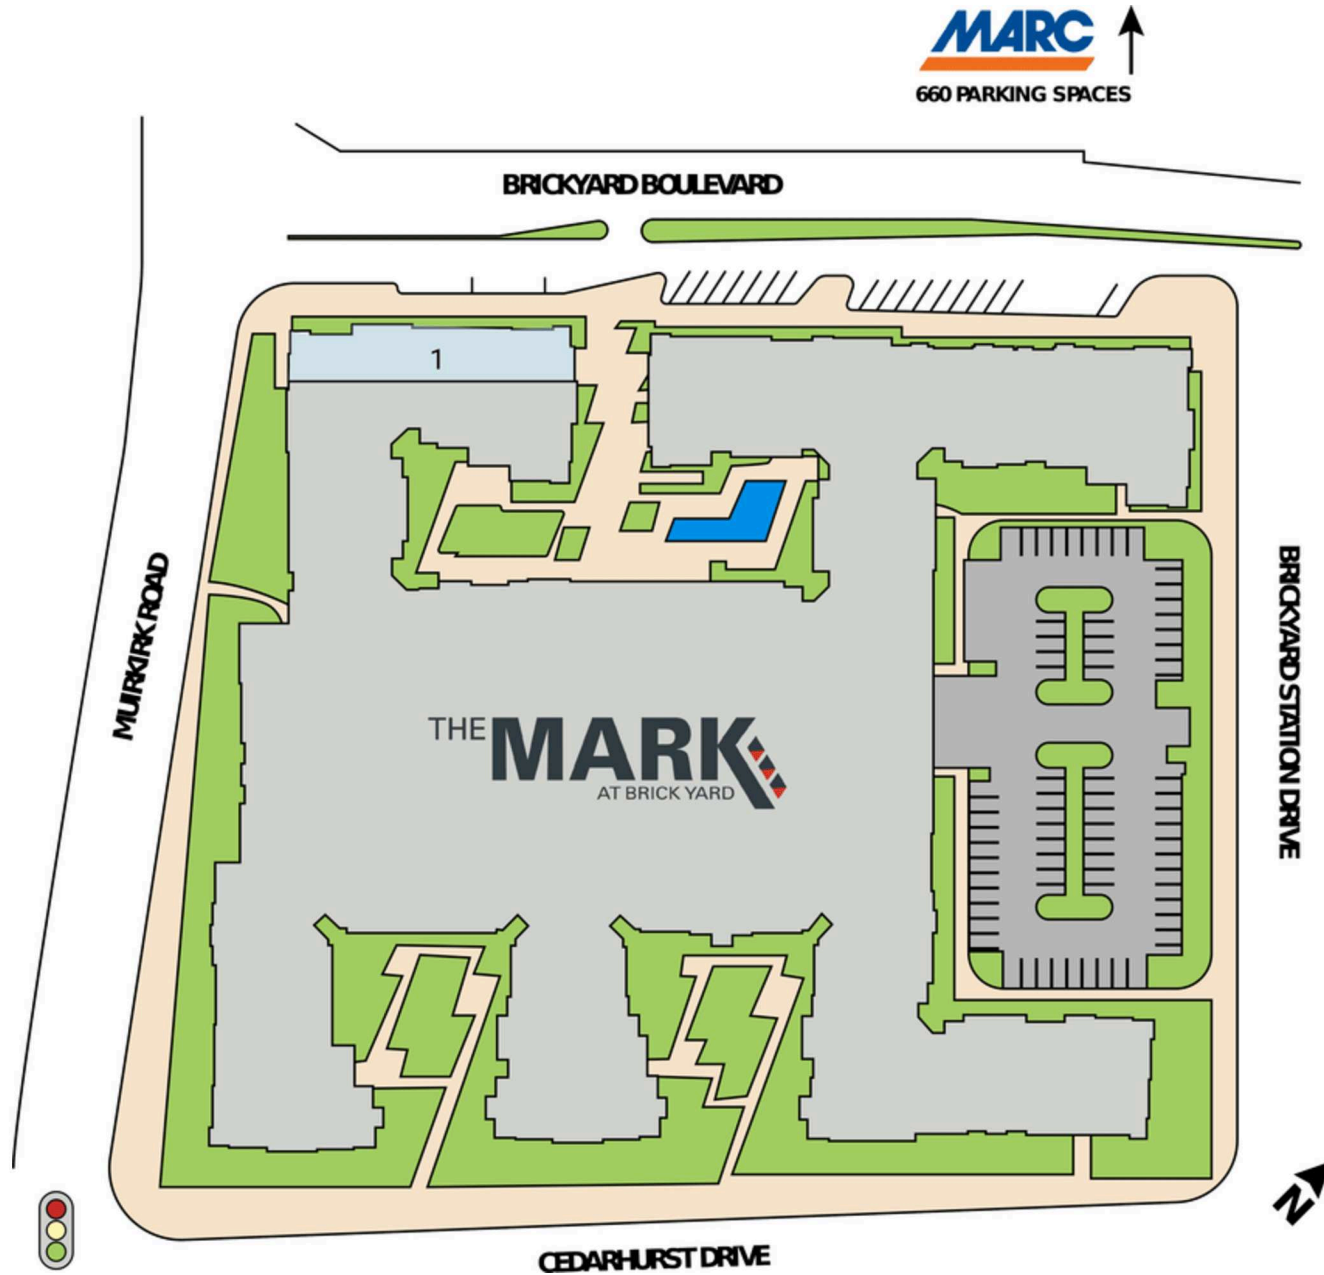 MARC
660 PARKING SPACES
BRICKYARD BOULEVARD
1
MUIRKIRK ROAD
BRICKYARD STATION DRIVE
THE MARK
AT BRICK YARD
N
CEDARHURST DRIVE